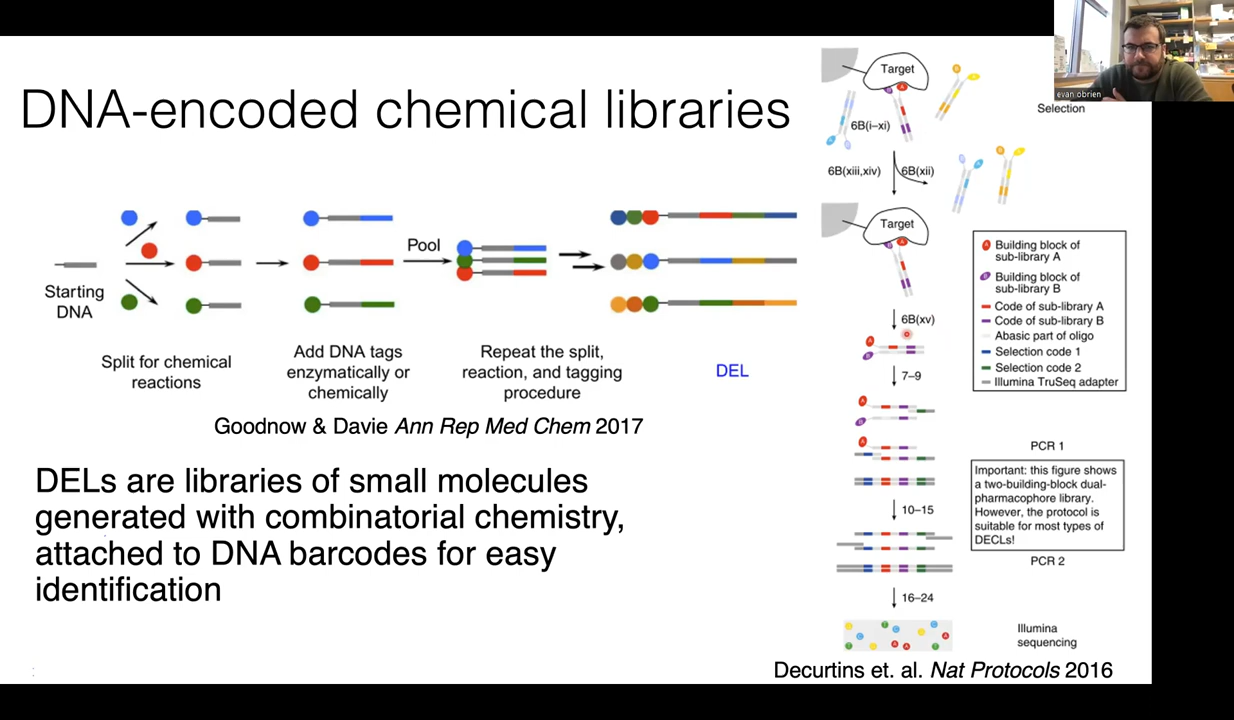 DNA-encoded chemical libraries
Starting
DNA
Split for chemical
reactions
Add DNA tags
enzymatically or
chemically
Pool
Repeat the split,
reaction, and tagging
procedure
DEL
Goodnow & Davie Ann Rep Med Chem 2017
DELs are libraries of small molecules
generated with combinatorial chemistry,
attached to DNA barcodes for easy
identification
evan obrien
Target
Selection
6B(i–xi)
6B(xiii,xiv)
6B(xii)
Target
6B(xv)
7–9
10–15
16–24
A Building block of
sub-library A
B Building block of
sub-library B
Code of sub-library A
Code of sub-library B
Abasic part of oligo
Selection code 1
Selection code 2
Illumina TruSeq adapter
PCR 1
Important: this figure shows
a two-building-block dual-
pharmacophore library.
However, the protocol is
suitable for most types of
DECLs!
PCR 2
Illumina
sequencing
Decurtins et. al. Nat Protocols 2016